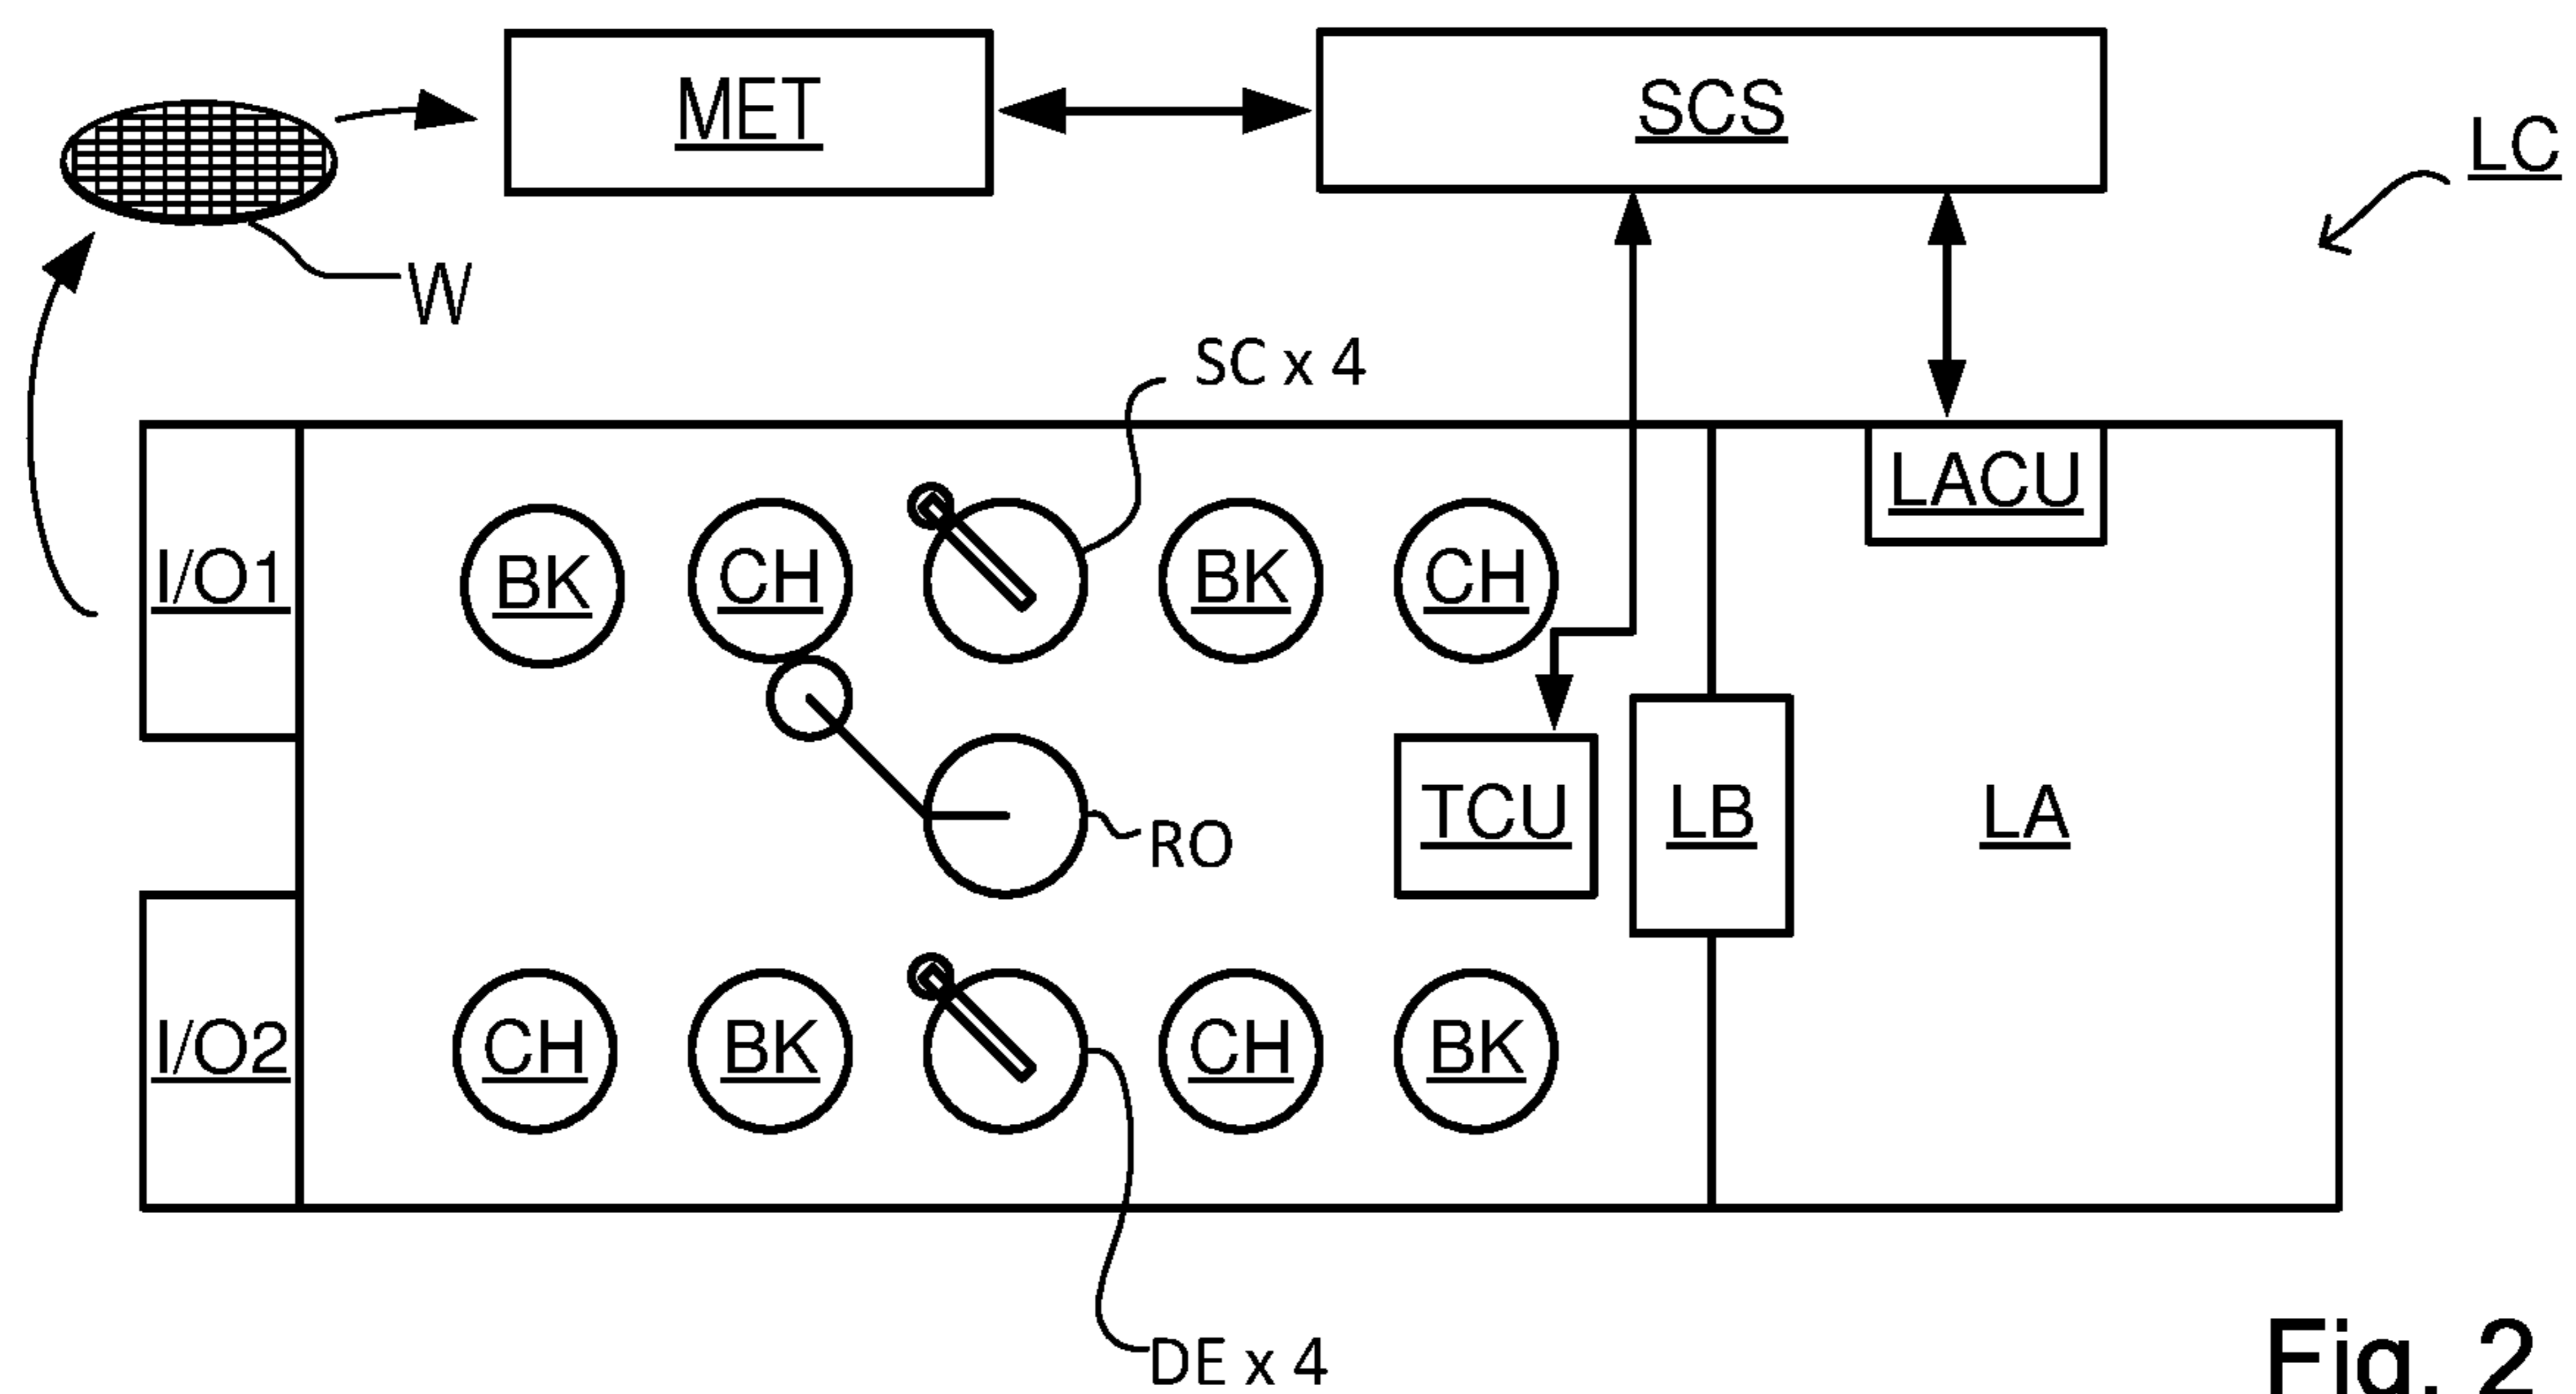 MET
SCS
LC
W
SC x 4
LACU
I/O1
BK
CH
BK
CH
RO
TCU
LB
LA
I/O2
CH
BK
CH
BK
DE x 4
Fig. 2